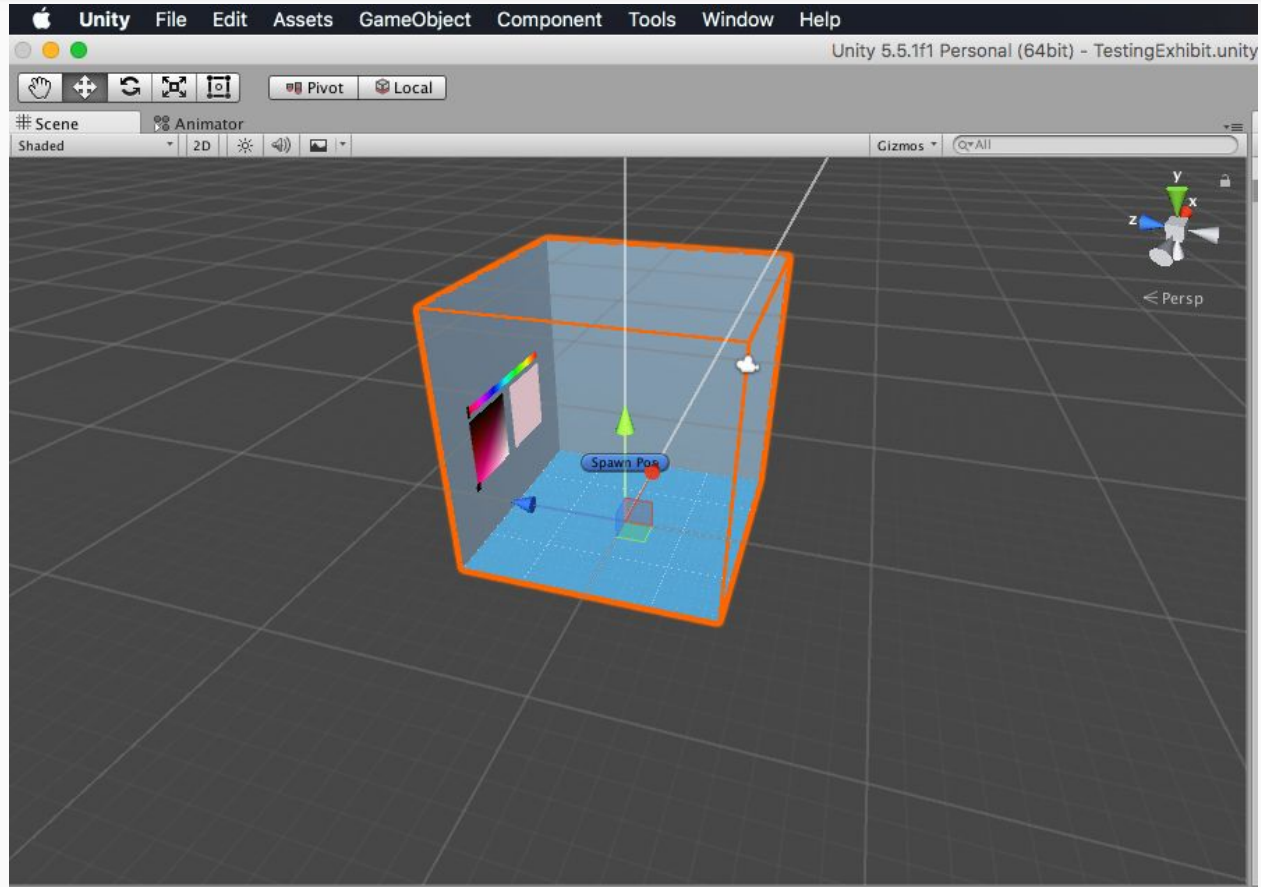 Unity File Edit Assets GameObject Component Tools Window Help
Unity 5.5.1f1 Personal (64bit) - TestingExhibit.unity
Pivot Local
Scene Animator
Shaded 2D Gizmos All
y
x
z
Persp
Spawn Pos